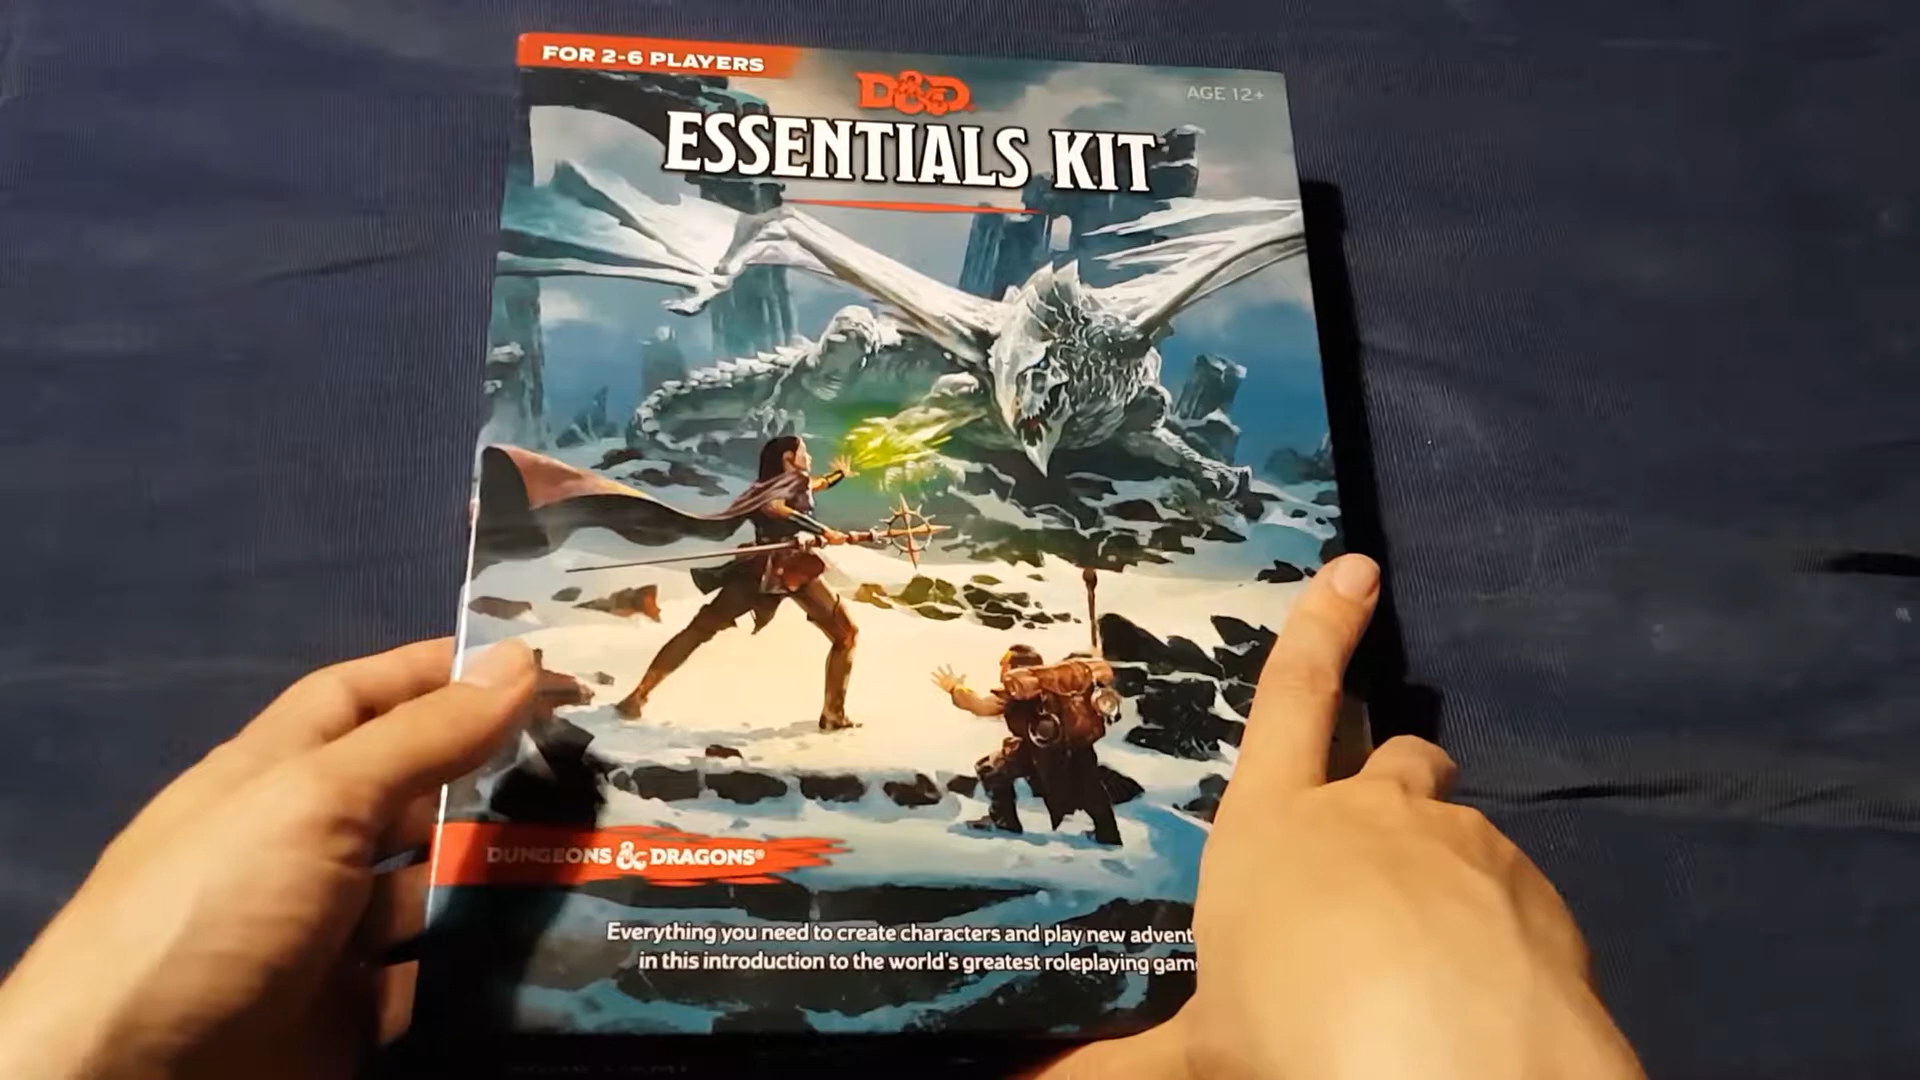 FOR 2-6 PLAYERS
D&D
AGE 12+
ESSENTIALS KIT
DUNGEONS & DRAGONS®
Everything you need to create characters and play new advent
in this introduction to the world's greatest roleplaying gam